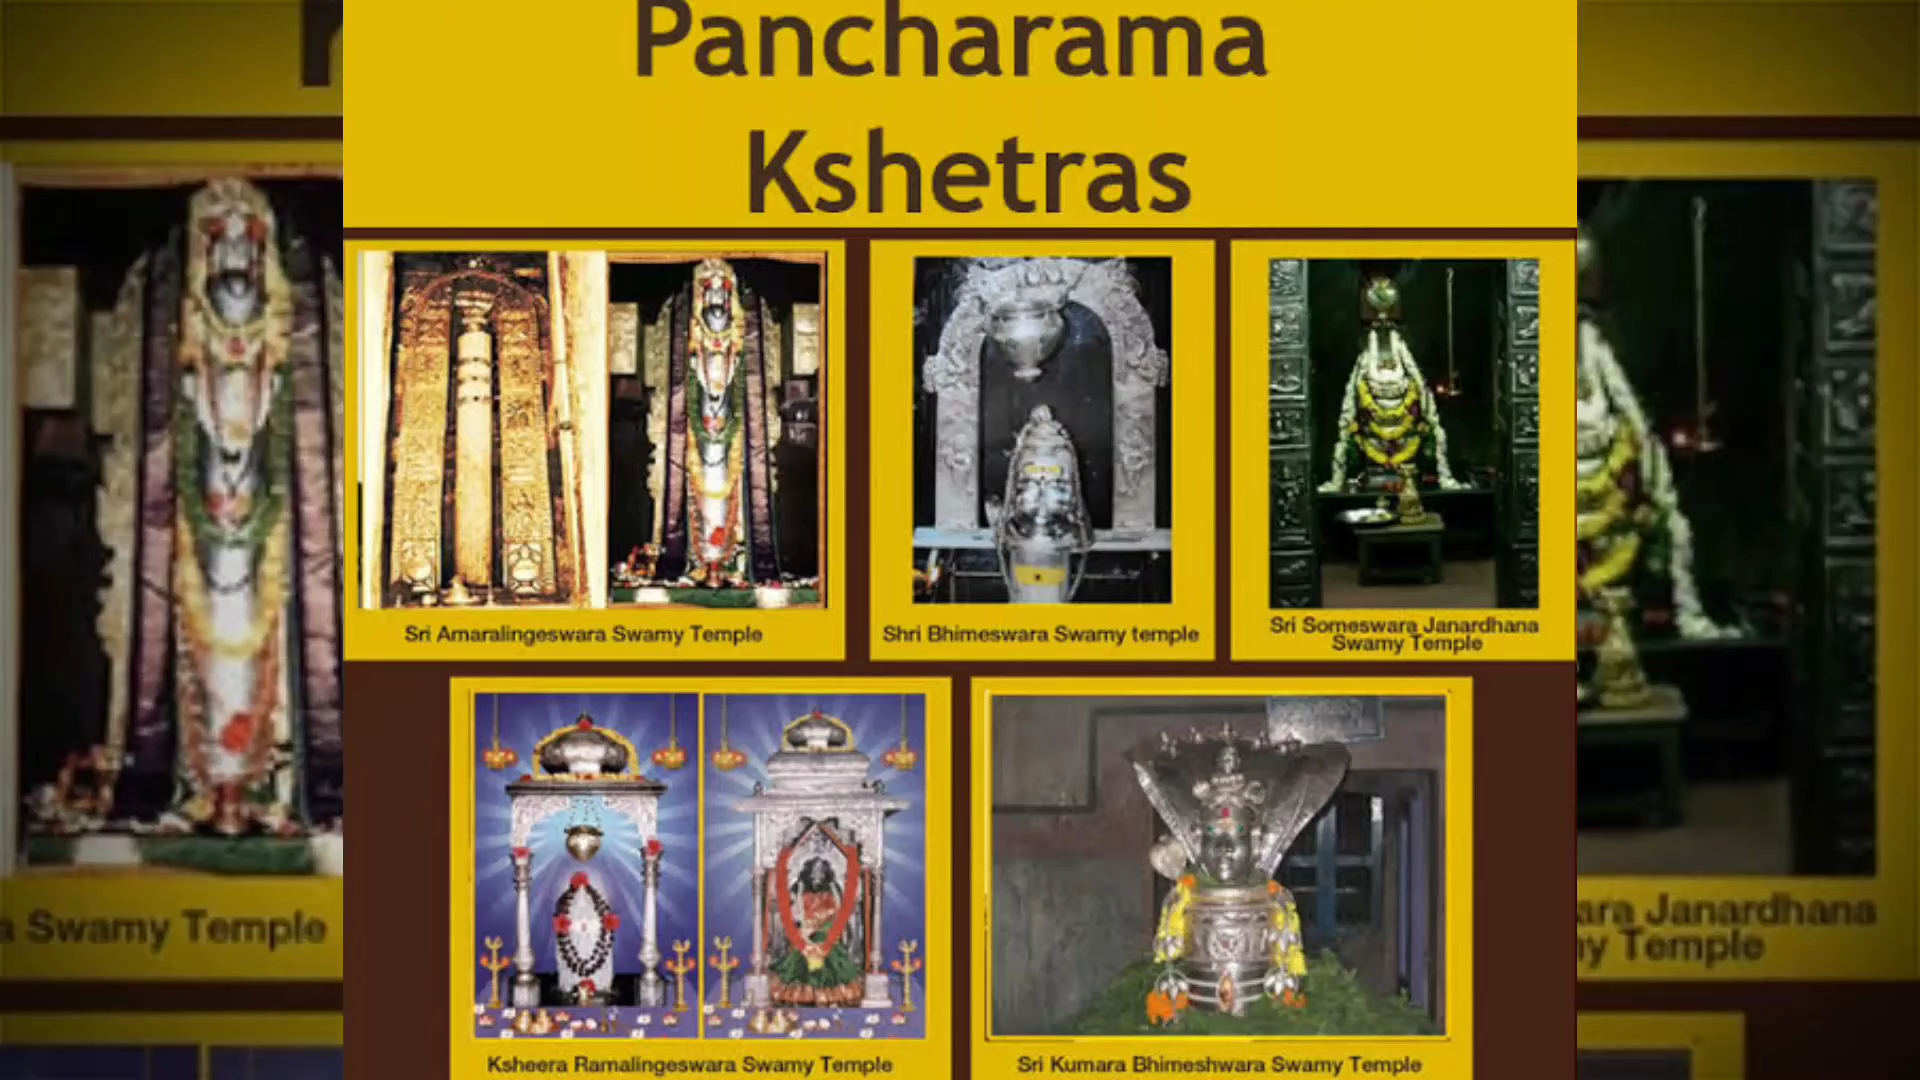 Pancharama
Kshetras
Sri Amaralingeswara Swamy Temple
Shri Bhimeswara Swamy temple
Sri Someswara Janardhana
Swamy Temple
Ksheera Ramalingeswara Swamy Temple
Sri Kumara Bhimeshwara Swamy Temple
a Swamy Temple
ara Janardhana
y Temple